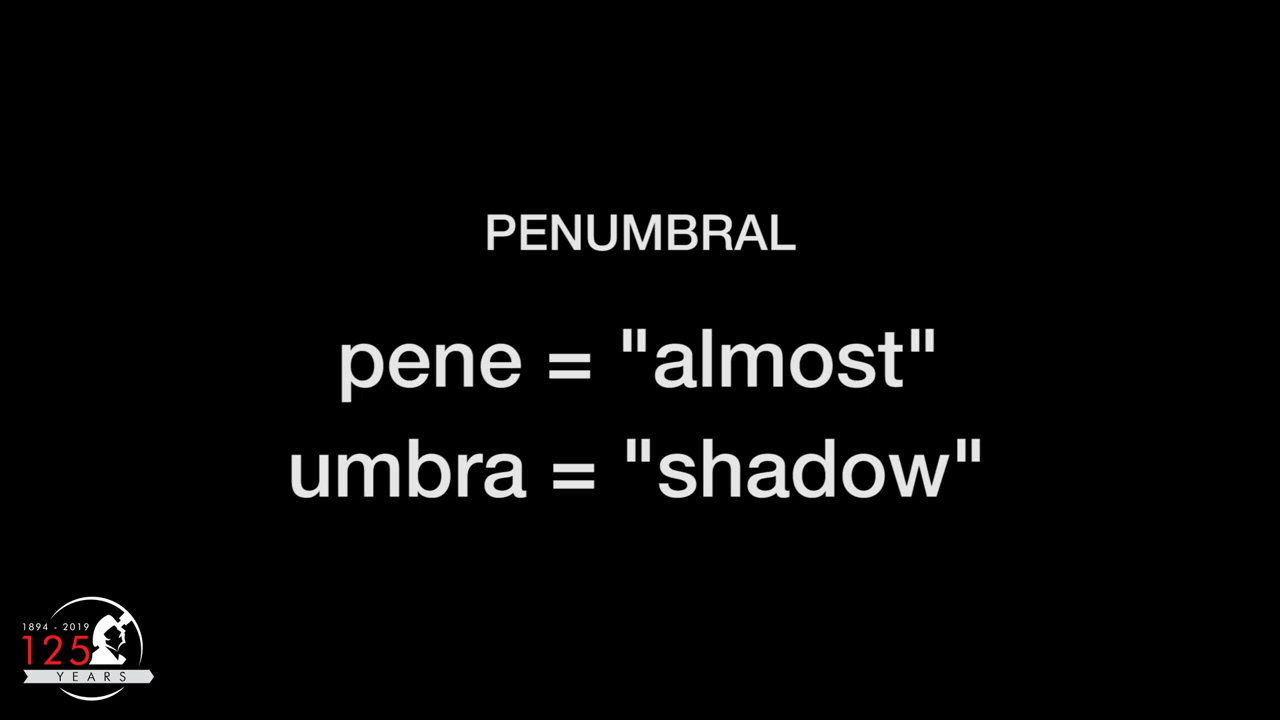 PENUMBRAL
pene = "almost"
umbra = "shadow"
1894 - 2019
125
YEARS